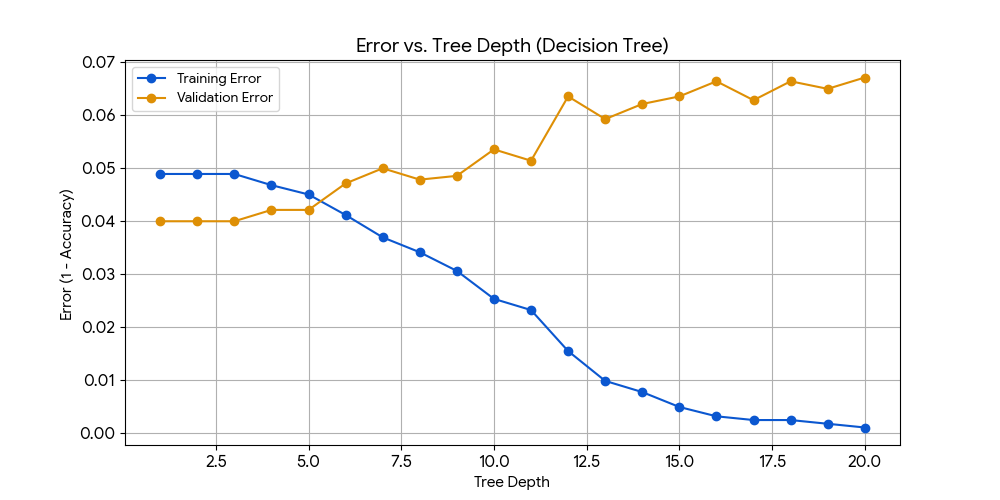 Error vs. Tree Depth (Decision Tree)
Training Error
Validation Error
Error (1 - Accuracy)
0.07
0.06
0.05
0.04
0.03
0.02
0.01
0.00
2.5 5.0 7.5 10.0 12.5 15.0 17.5 20.0
Tree Depth